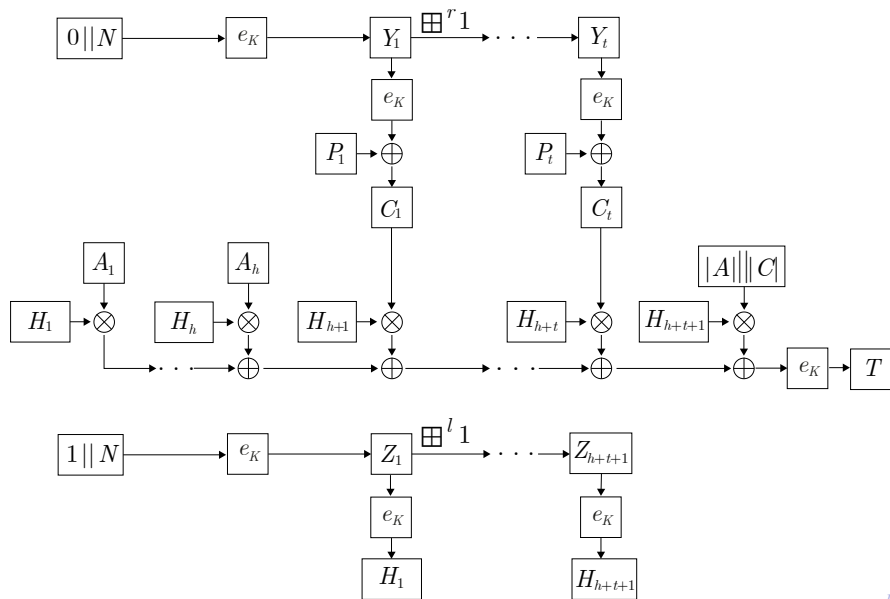 0||N e_K Y_1 ⊞^r 1 · · · Y_t
e_K e_K
P_1 ⊕ P_t ⊕
C_1 C_t
A_1 A_h |A|||C|
H_1 ⊗ H_h ⊗ H_{h+1} ⊗ H_{h+t} ⊗ H_{h+t+1} ⊗
· · · ⊕ ⊕ · · · ⊕ ⊕ e_K T
1||N e_K Z_1 ⊞^l 1 · · · Z_{h+t+1}
e_K e_K
H_1 H_{h+t+1}